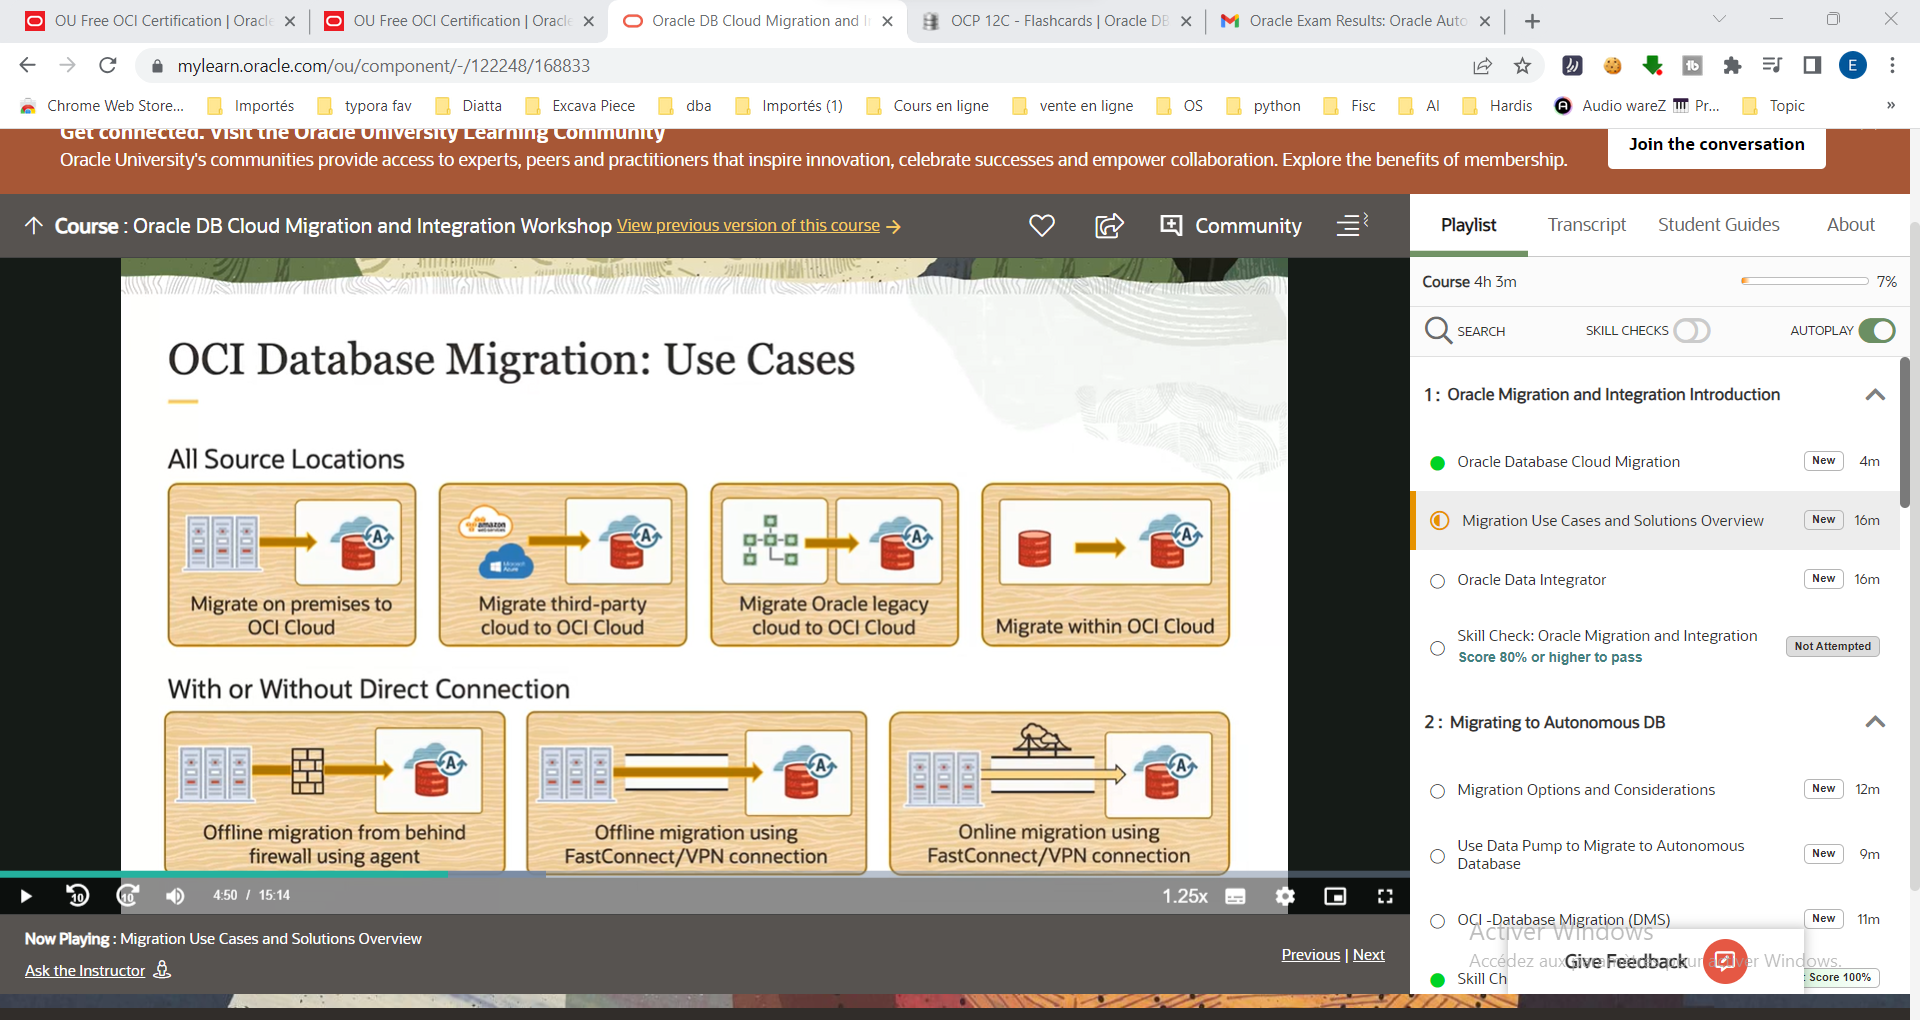 OU Free OCI Certification | Oracle
OU Free OCI Certification | Oracle
Oracle DB Cloud Migration and I
OCP 12C - Flashcards | Oracle DB
Oracle Exam Results: Oracle Auto
mylearn.oracle.com/ou/component/-/122248/168833
E
Chrome Web Store...
Importés
typora fav
Diatta
Excava Piece
dba
Importés (1)
Cours en ligne
vente en ligne
OS
python
Fisc
AI
Hardis
Audio wareZ
Pr...
Topic
»
Get connected. Visit the Oracle University Learning Community
Oracle University's communities provide access to experts, peers and practitioners that inspire innovation, celebrate successes and empower collaboration. Explore the benefits of membership.
Join the conversation
Course : Oracle DB Cloud Migration and Integration Workshop View previous version of this course
Community
OCI Database Migration: Use Cases
All Source Locations
A
Migrate on premises to
OCI Cloud
amazon
Microsoft
Azure
A
Migrate third-party
cloud to OCI Cloud
A
Migrate Oracle legacy
cloud to OCI Cloud
A
Migrate within OCI Cloud
With or Without Direct Connection
A
Offline migration from behind
firewall using agent
A
Offline migration using
FastConnect/VPN connection
A
Online migration using
FastConnect/VPN connection
10
10
4:50 / 15:14
1.25x
Now Playing : Migration Use Cases and Solutions Overview
Ask the Instructor
Previous | Next
Playlist
Transcript
Student Guides
About
Course 4h 3m
7%
SEARCH
SKILL CHECKS
AUTOPLAY
1 : Oracle Migration and Integration Introduction
Oracle Database Cloud Migration
New
4m
Migration Use Cases and Solutions Overview
New
16m
Oracle Data Integrator
New
16m
Skill Check: Oracle Migration and Integration
Score 80% or higher to pass
Not Attempted
2 : Migrating to Autonomous DB
Migration Options and Considerations
New
12m
Use Data Pump to Migrate to Autonomous
Database
New
9m
OCI -Database Migration (DMS)
New
11m
Activer Windows
Accédez aux
er Windows.
Give Feedback
Skill Ch
Score 100%